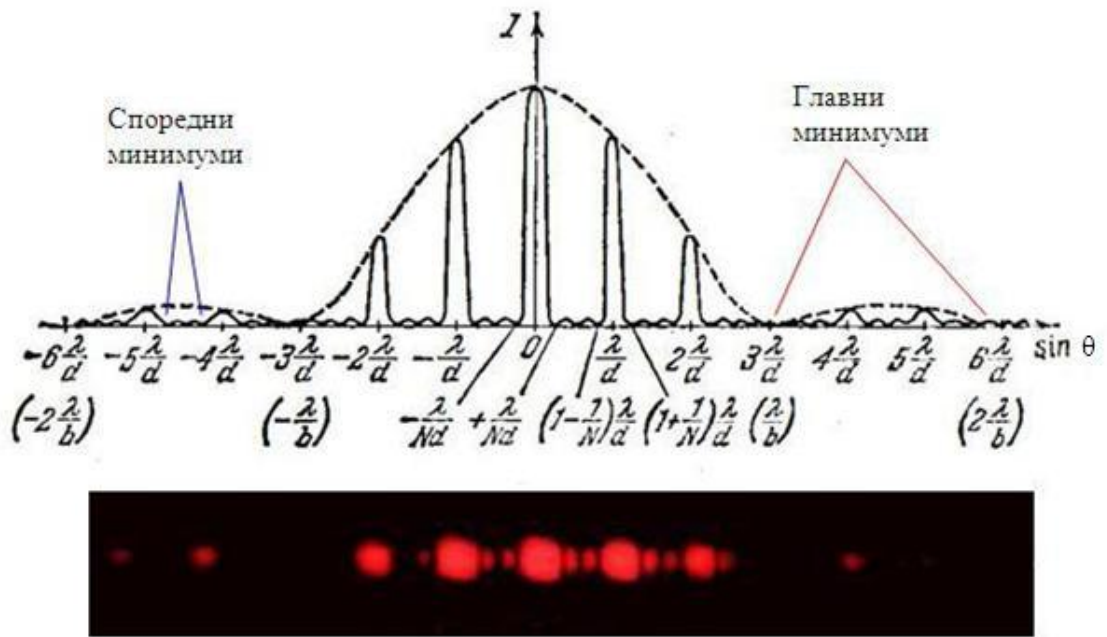 I
Споредни
минимуми
Главни
минимуми
-6λ/d -5λ/d -4λ/d -3λ/d -2λ/d -λ/d 0 λ/d 2λ/d 3λ/d 4λ/d 5λ/d 6λ/d sin θ
(-2λ/b) (-λ/b) -λ/Nd +λ/Nd (1-1/N)λ/d (1+1/N)λ/d (λ/b) (2λ/b)